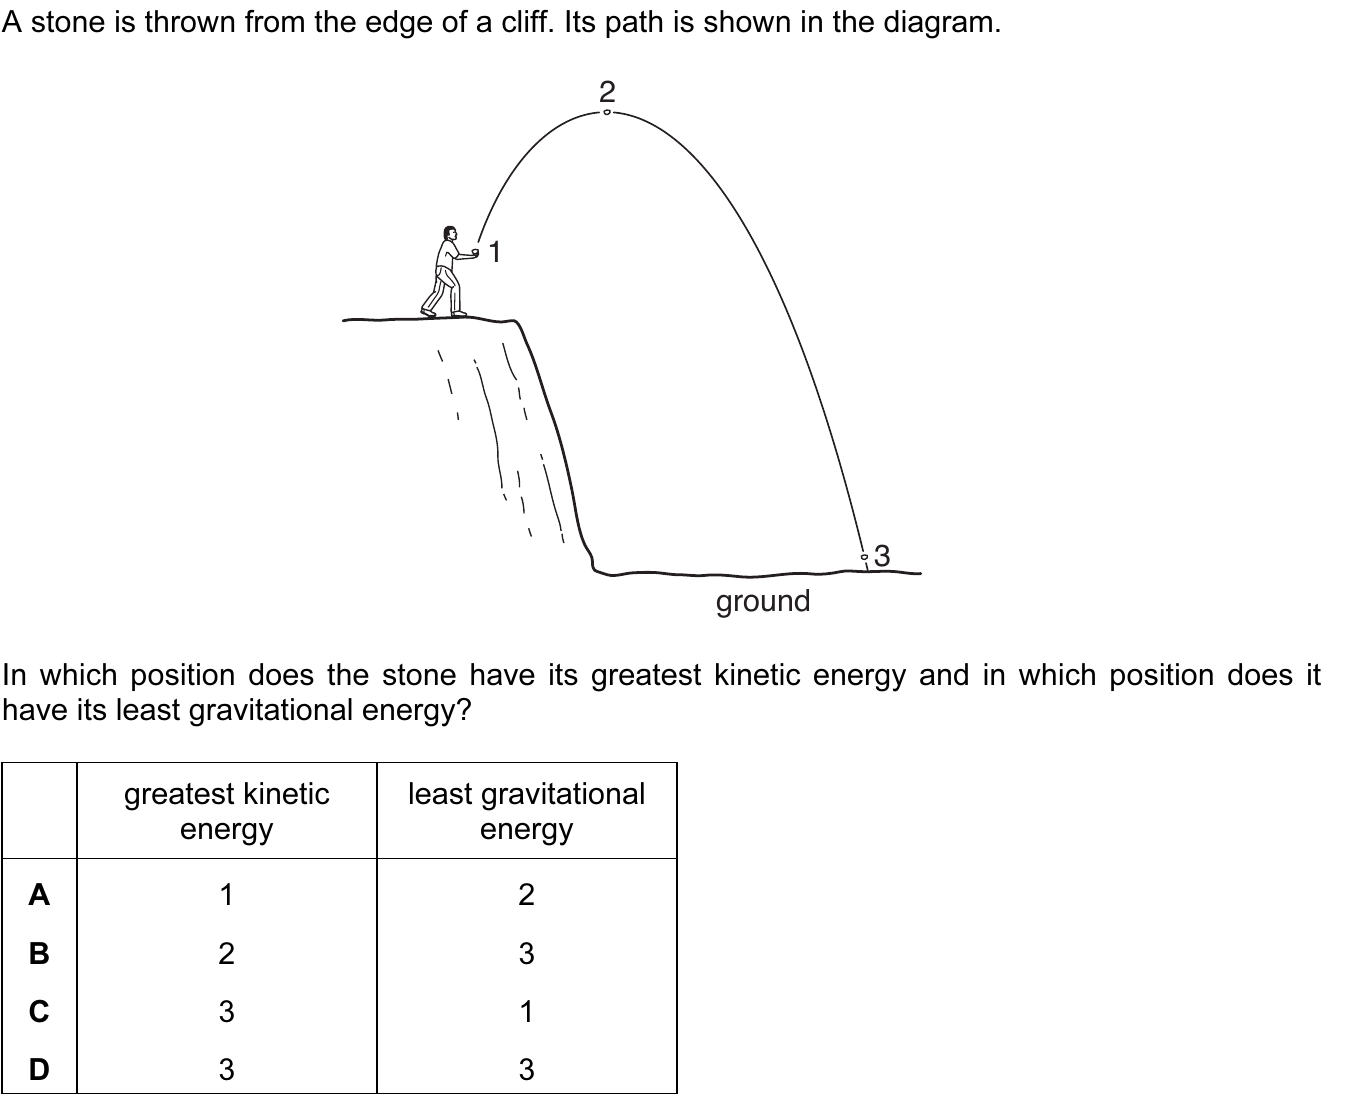 A stone is thrown from the edge of a cliff. Its path is shown in the diagram.
2
1
3
ground
In which position does the stone have its greatest kinetic energy and in which position does it
have its least gravitational energy?
greatest kinetic energy least gravitational energy
A 1 2
B 2 3
C 3 1
D 3 3